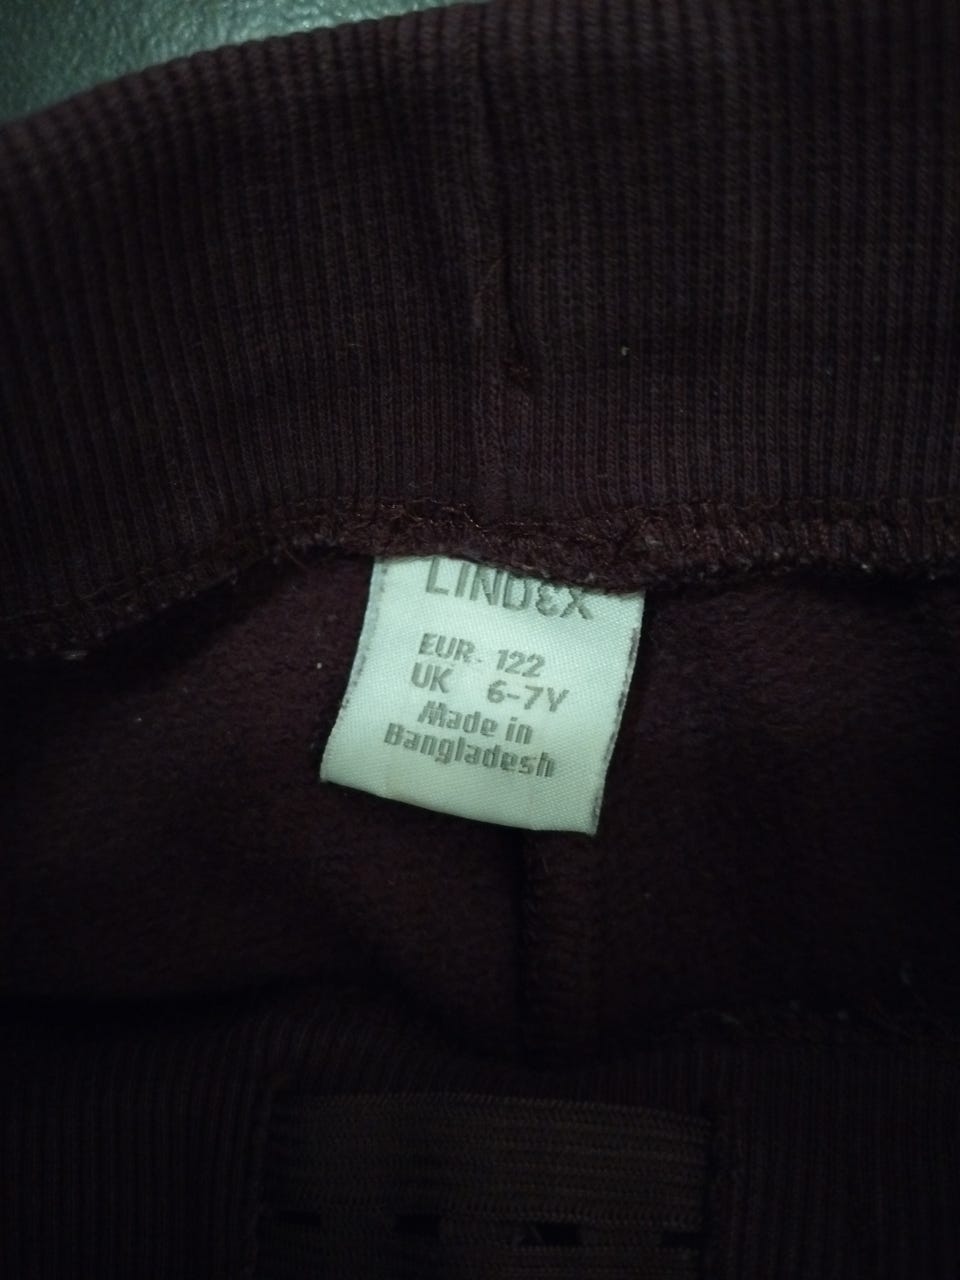 LINDEX
EUR 122
UK 6-7Y
Made in
Bangladesh